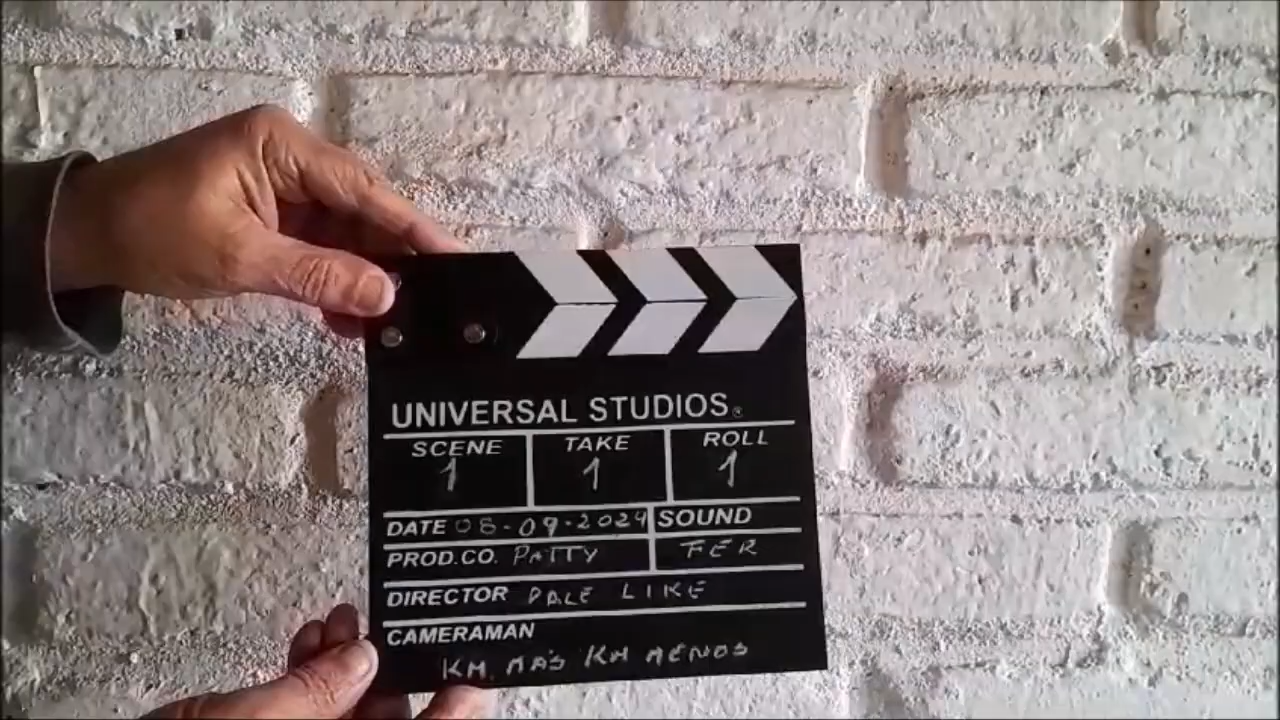 UNIVERSAL STUDIOS®
SCENE TAKE ROLL
1 1 1
DATE 08-09-2024 SOUND
PROD.CO. PATTY FER
DIRECTOR DALE LIKE
CAMERAMAN
KM. MAS KM MENOS